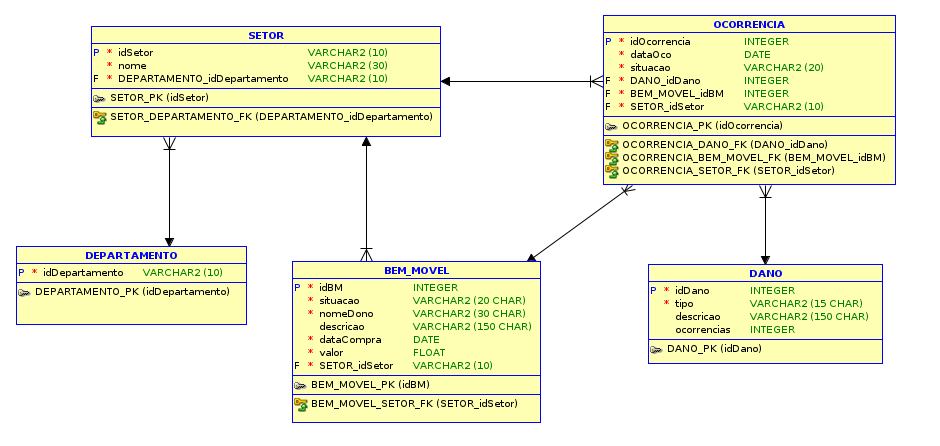 SETOR
P * idSetor VARCHAR2 (10)
* nome VARCHAR2 (30)
F * DEPARTAMENTO_idDepartamento VARCHAR2 (10)
SETOR_PK (idSetor)
SETOR_DEPARTAMENTO_FK (DEPARTAMENTO_idDepartamento)
OCORRENCIA
P * idOcorrencia INTEGER
* dataOco DATE
* situacao VARCHAR2 (20)
F * DANO_idDano INTEGER
F * BEM_MOVEL_idBM INTEGER
F * SETOR_idSetor VARCHAR2 (10)
OCORRENCIA_PK (idOcorrencia)
OCORRENCIA_DANO_FK (DANO_idDano)
OCORRENCIA_BEM_MOVEL_FK (BEM_MOVEL_idBM)
OCORRENCIA_SETOR_FK (SETOR_idSetor)
DEPARTAMENTO
P * idDepartamento VARCHAR2 (10)
DEPARTAMENTO_PK (idDepartamento)
BEM_MOVEL
P * idBM INTEGER
* situacao VARCHAR2 (20 CHAR)
* nomeDono VARCHAR2 (30 CHAR)
descricao VARCHAR2 (150 CHAR)
* dataCompra DATE
* valor FLOAT
F * SETOR_idSetor VARCHAR2 (10)
BEM_MOVEL_PK (idBM)
BEM_MOVEL_SETOR_FK (SETOR_idSetor)
DANO
P * idDano INTEGER
* tipo VARCHAR2 (15 CHAR)
descricao VARCHAR2 (150 CHAR)
ocorrencias INTEGER
DANO_PK (idDano)